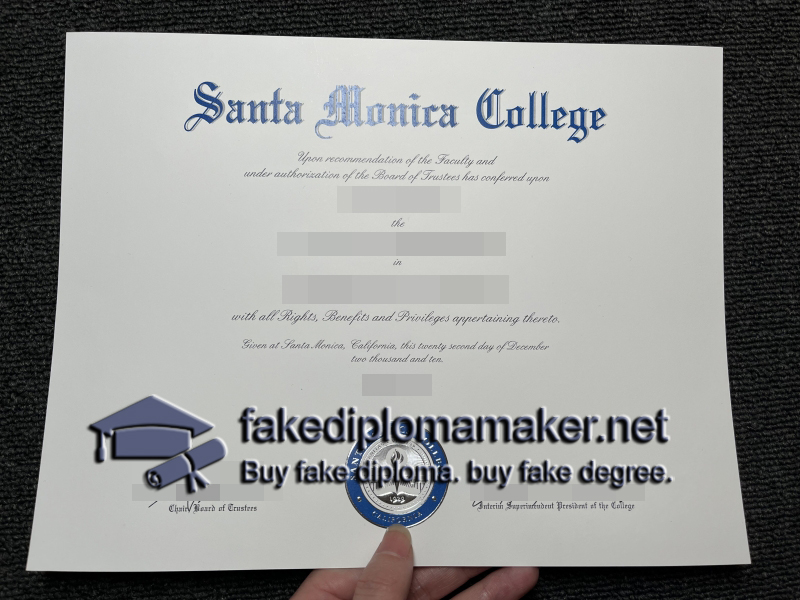 Santa Monica College
Upon recommendation of the Faculty and
under authorization of the Board of Trustees has conferred upon
the
in
with all Rights, Benefits and Privileges appertaining thereto.
Given at Santa Monica, California, this twenty second day of December
two thousand and ten.
fakediplomamaker.net
Buy fake diploma. buy fake degree.
CALIFORNIA
Chair, Board of Trustees
Interim Superintendent President of the College